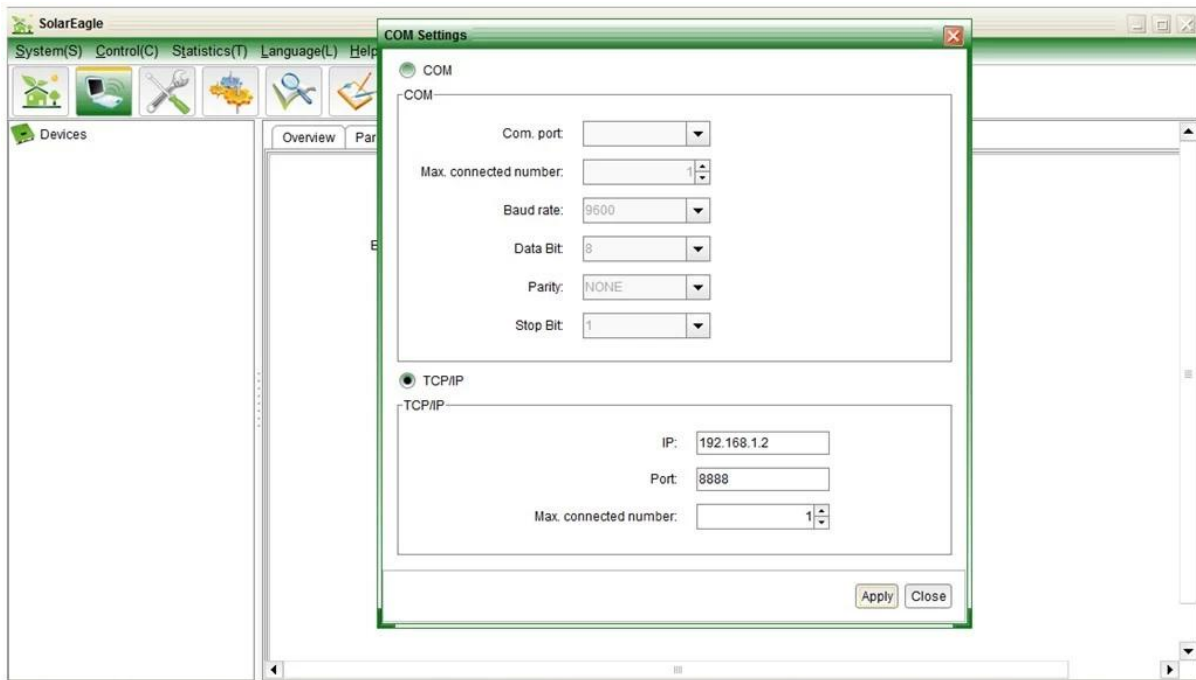 SolarEagle
System(S) Control(C) Statistics(T) Language(L) Help
COM Settings
Devices
Overview
Par
E
COM
COM
Com. port:
Max. connected number: 1
Baud rate: 9600
Data Bit: 8
Parity: NONE
Stop Bit: 1
TCP/IP
TCP/IP
IP: 192.168.1.2
Port: 8888
Max. connected number: 1
Apply Close